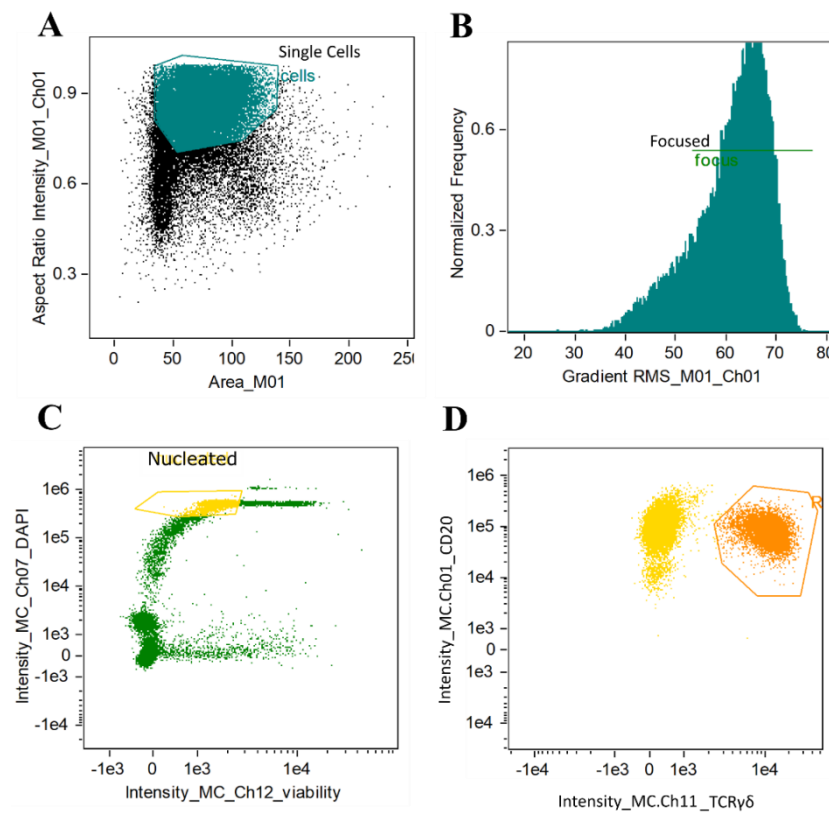 A
Single Cells
cells
0.9
0.6
0.3
Aspect Ratio Intensity_M01_Ch01
0 50 100 150 200 250
Area_M01
B
Focused
focus
0.6
0.3
0
Normalized Frequency
20 30 40 50 60 70 80
Gradient RMS_M01_Ch01
C
Nucleated
1e6
1e5
1e4
1e3
0
-1e3
-1e4
Intensity_MC_Ch07_DAPI
-1e3 0 1e3 1e4
Intensity_MC_Ch12_viability
D
R
1e6
1e5
1e4
1e3
0
-1e3
1e4
Intensity_MC.Ch01_CD20
-1e4 -1e3 0 1e3 1e4
Intensity_MC.Ch11_TCRγδ